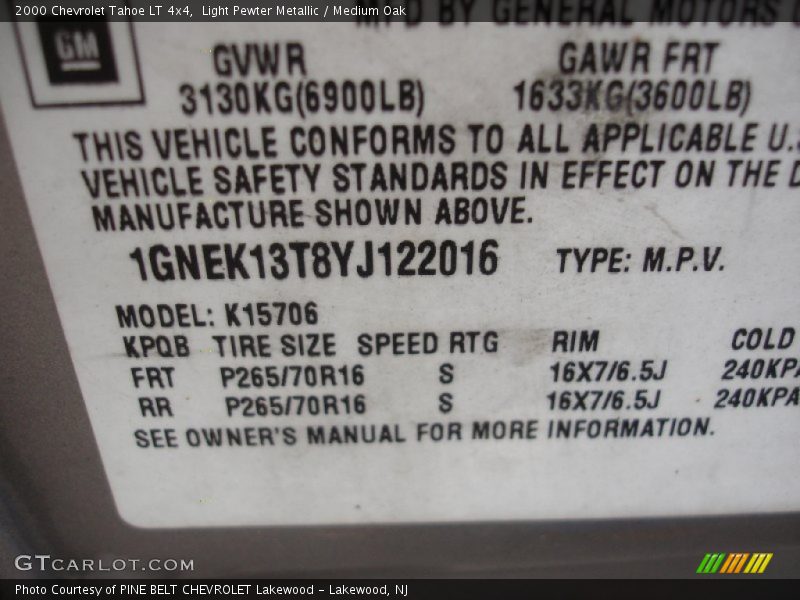 2000 Chevrolet Tahoe LT 4x4, Light Pewter Metallic / Medium Oak
MFD BY GENERAL MOTORS
GM
GVWR GAWR FRT
3130KG(6900LB) 1633KG(3600LB)
THIS VEHICLE CONFORMS TO ALL APPLICABLE U.
VEHICLE SAFETY STANDARDS IN EFFECT ON THE D
MANUFACTURE SHOWN ABOVE.
1GNEK13T8YJ122016 TYPE: M.P.V.
MODEL: K15706
KPQB TIRE SIZE SPEED RTG RIM COLD
FRT P265/70R16 S 16X7/6.5J 240KPA
RR P265/70R16 S 16X7/6.5J 240KPA
SEE OWNER'S MANUAL FOR MORE INFORMATION.
GTCARLOT.COM
Photo Courtesy of PINE BELT CHEVROLET Lakewood - Lakewood, NJ